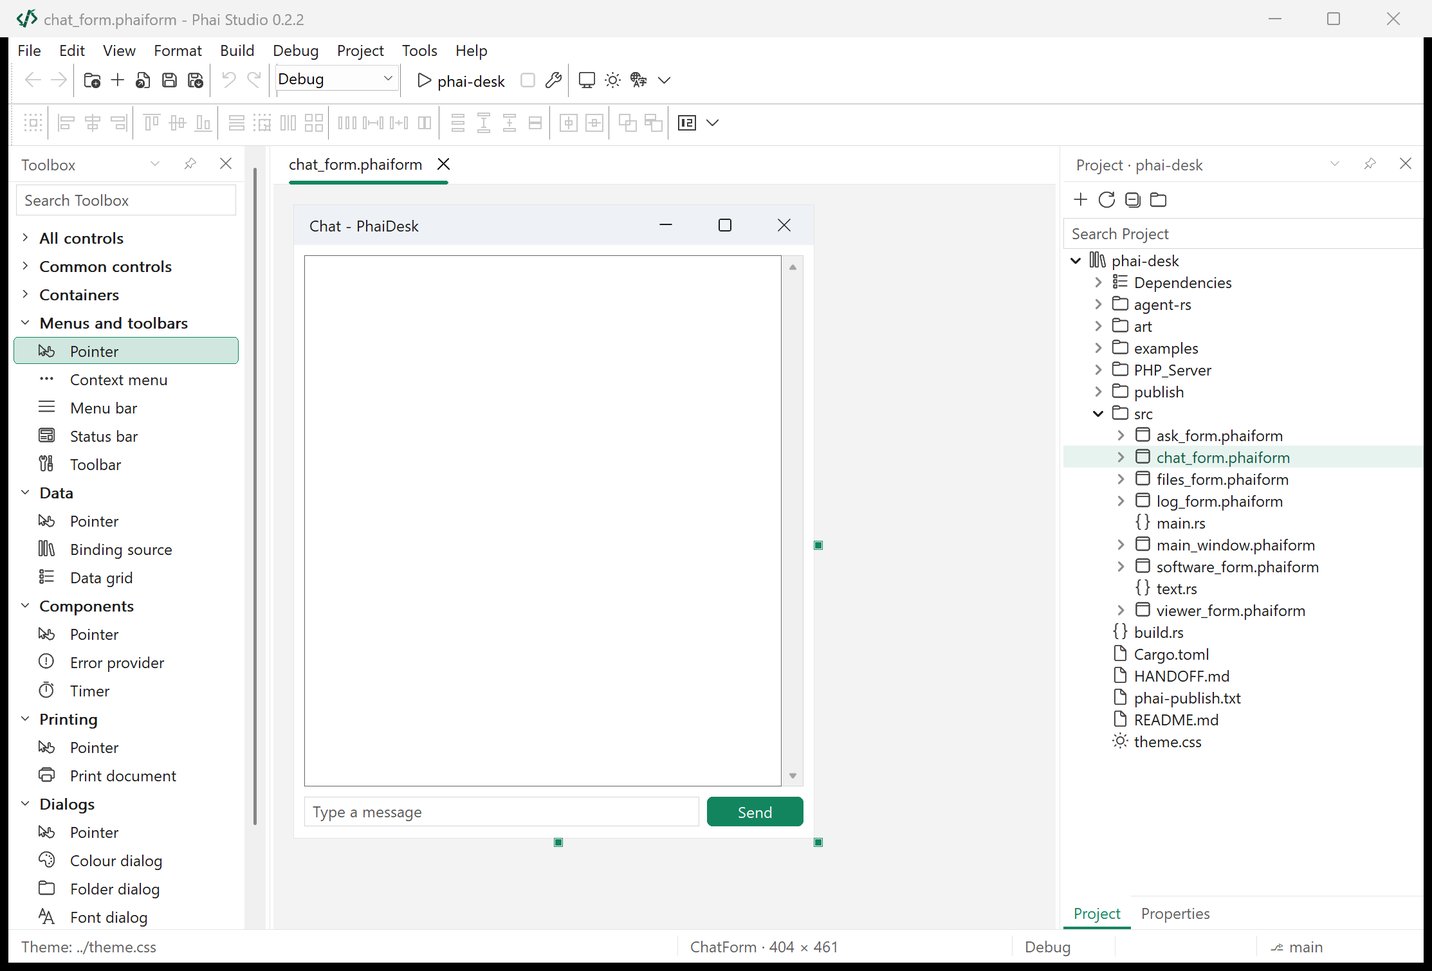 chat_form.phaiform - Phai Studio 0.2.2
File Edit View Format Build Debug Project Tools Help
Debug
phai-desk
Toolbox
Search Toolbox
All controls
Common controls
Containers
Menus and toolbars
Pointer
Context menu
Menu bar
Status bar
Toolbar
Data
Pointer
Binding source
Data grid
Components
Pointer
Error provider
Timer
Printing
Pointer
Print document
Dialogs
Pointer
Colour dialog
Folder dialog
Font dialog
chat_form.phaiform
Chat - PhaiDesk
Type a message
Send
Project · phai-desk
Search Project
phai-desk
Dependencies
agent-rs
art
examples
PHP_Server
publish
src
ask_form.phaiform
chat_form.phaiform
files_form.phaiform
log_form.phaiform
{} main.rs
main_window.phaiform
software_form.phaiform
{} text.rs
viewer_form.phaiform
{} build.rs
Cargo.toml
HANDOFF.md
phai-publish.txt
README.md
theme.css
Project Properties
Theme: ../theme.css
ChatForm · 404 × 461
Debug
main